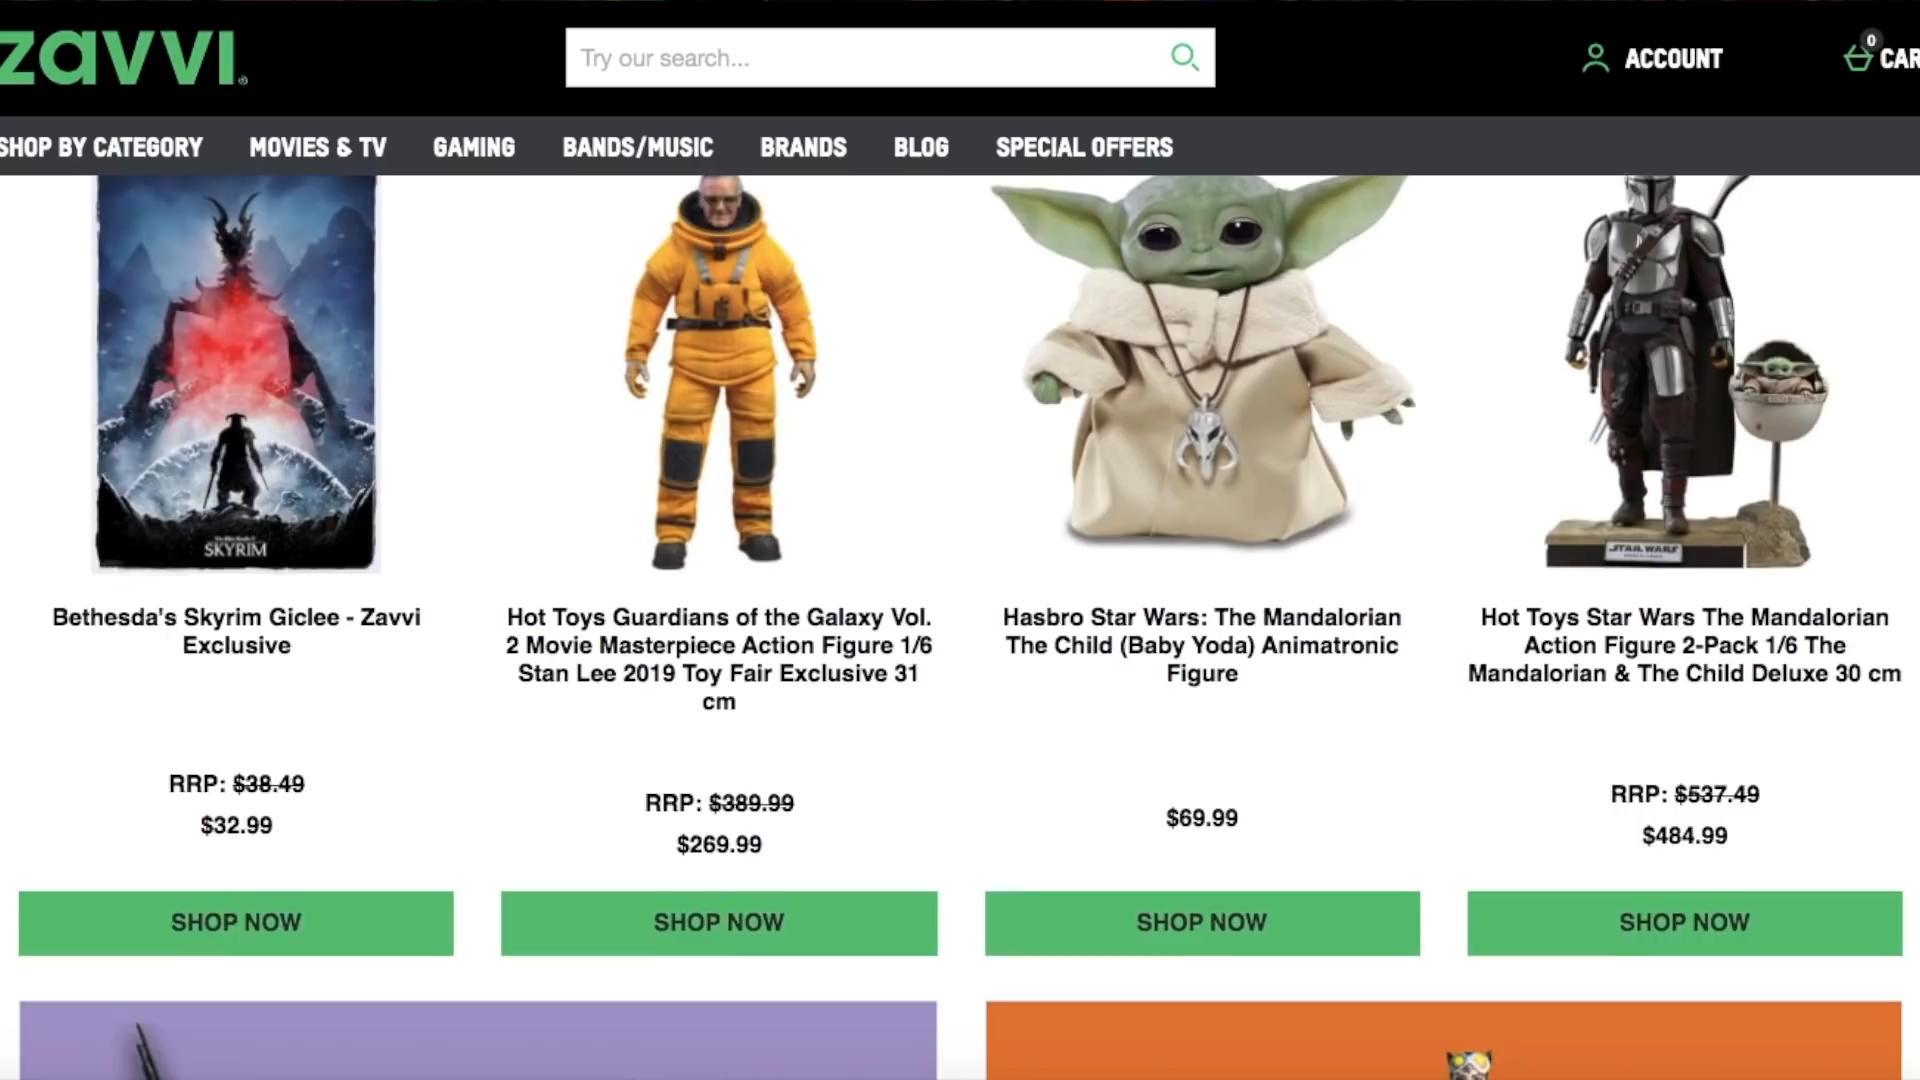 zavvi
Try our search...
ACCOUNT
0
CAR
SHOP BY CATEGORY
MOVIES & TV
GAMING
BANDS/MUSIC
BRANDS
BLOG
SPECIAL OFFERS
SKYRIM
STAR WARS
Bethesda's Skyrim Giclee - Zavvi
Exclusive
RRP: $38.49
$32.99
SHOP NOW
Hot Toys Guardians of the Galaxy Vol.
2 Movie Masterpiece Action Figure 1/6
Stan Lee 2019 Toy Fair Exclusive 31
cm
RRP: $389.99
$269.99
SHOP NOW
Hasbro Star Wars: The Mandalorian
The Child (Baby Yoda) Animatronic
Figure
$69.99
SHOP NOW
Hot Toys Star Wars The Mandalorian
Action Figure 2-Pack 1/6 The
Mandalorian & The Child Deluxe 30 cm
RRP: $537.49
$484.99
SHOP NOW